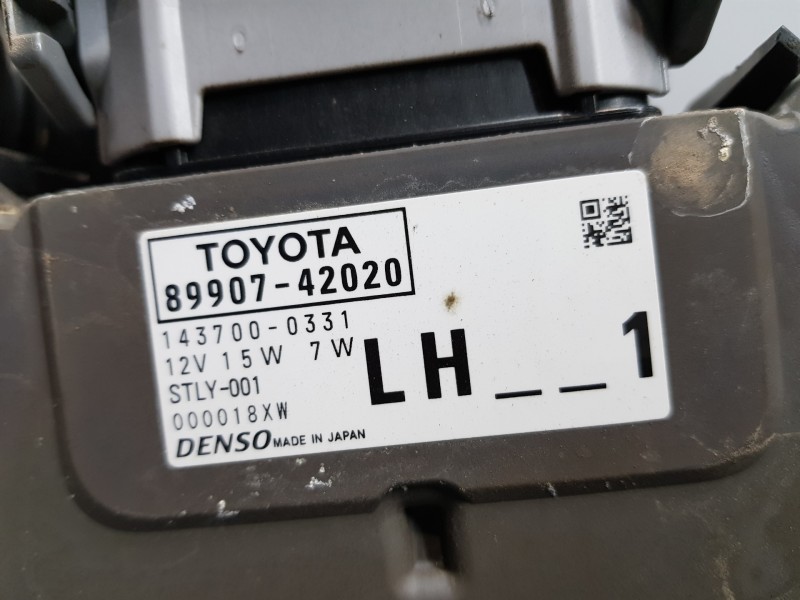 TOYOTA
89907-42020
143700-0331
12V 15W 7W
STLY-001
000018XW
LH__1
DENSO MADE IN JAPAN